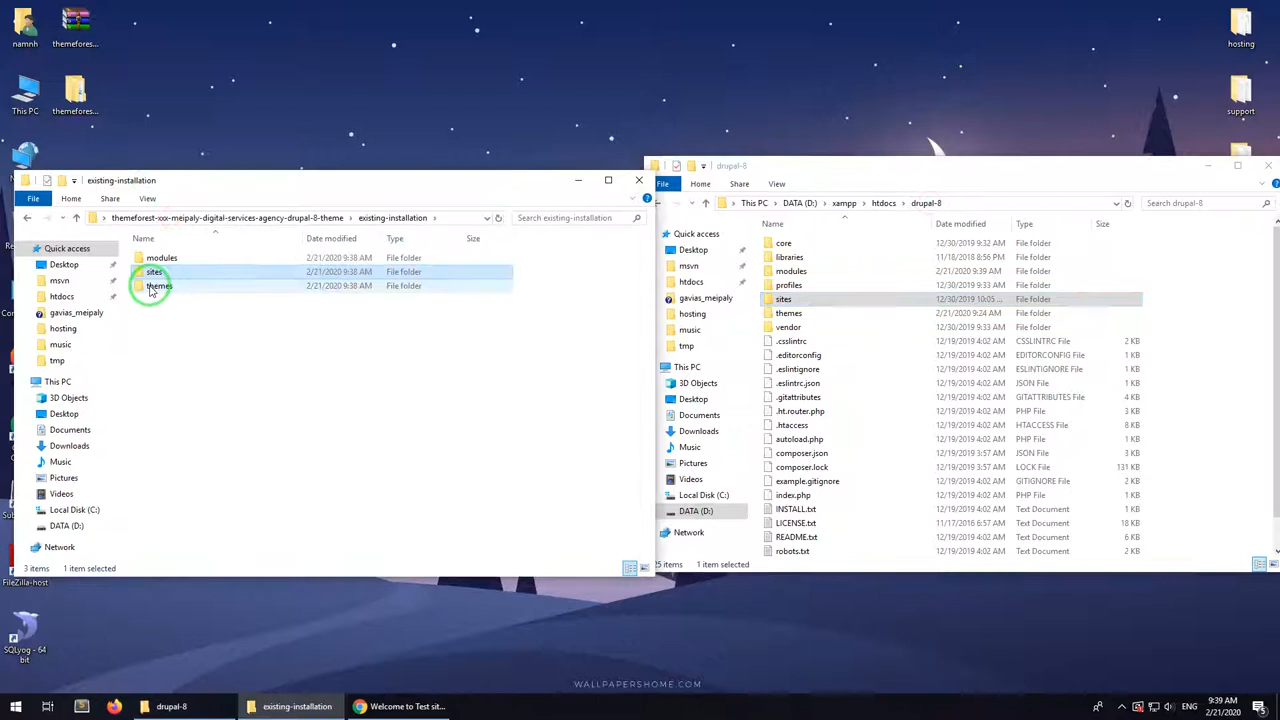 namnh
themefores...
This PC
themefores...
hosting
support
existing-installation
File
Home
Share
View
themeforest-xxx-meipaly-digital-services-agency-drupal-8-theme
existing-installation
Search existing-installation
Name
Date modified
Type
Size
Quick access
Desktop
msvn
htdocs
gavias_meipaly
hosting
music
tmp
This PC
3D Objects
Desktop
Documents
Downloads
Music
Pictures
Videos
Local Disk (C:)
DATA (D:)
Network
modules 2/21/2020 9:38 AM File folder
sites 2/21/2020 9:38 AM File folder
themes 2/21/2020 9:38 AM File folder
3 items 1 item selected
drupal-8
File
Home
Share
View
This PC
DATA (D:)
xampp
htdocs
drupal-8
Search drupal-8
Name
Date modified
Type
Size
Quick access
Desktop
msvn
htdocs
gavias_meipaly
hosting
music
tmp
This PC
3D Objects
Desktop
Documents
Downloads
Music
Pictures
Videos
Local Disk (C:)
DATA (D:)
Network
core 12/30/2019 9:32 AM File folder
libraries 11/18/2018 8:56 PM File folder
modules 2/21/2020 9:39 AM File folder
profiles 12/30/2019 9:33 AM File folder
sites 12/30/2019 10:05 ... File folder
themes 2/21/2020 9:24 AM File folder
vendor 12/30/2019 9:33 AM File folder
.csslintrc 12/19/2019 4:02 AM CSSLINTRC File 2 KB
.editorconfig 12/19/2019 4:02 AM EDITORCONFIG File 1 KB
.eslintignore 12/19/2019 4:02 AM ESLINTIGNORE File 1 KB
.eslintrc.json 12/19/2019 4:02 AM JSON File 1 KB
.gitattributes 12/19/2019 4:02 AM GITATTRIBUTES File 4 KB
.ht.router.php 12/19/2019 4:02 AM PHP File 3 KB
.htaccess 12/19/2019 4:02 AM HTACCESS File 8 KB
autoload.php 12/19/2019 4:02 AM PHP File 1 KB
composer.json 12/19/2019 3:57 AM JSON File 3 KB
composer.lock 12/19/2019 3:57 AM LOCK File 131 KB
example.gitignore 12/19/2019 4:02 AM GITIGNORE File 2 KB
index.php 12/19/2019 4:02 AM PHP File 1 KB
INSTALL.txt 12/19/2019 4:02 AM Text Document 1 KB
LICENSE.txt 11/17/2016 6:57 AM Text Document 18 KB
README.txt 12/19/2019 4:02 AM Text Document 6 KB
robots.txt 12/19/2019 4:02 AM Text Document 2 KB
25 items 1 item selected
FileZilla-host
SQLyog - 64
bit
WALLPAPERSHOME.COM
drupal-8
existing-installation
Welcome to Test sit...
ENG
9:39 AM
2/21/2020
5